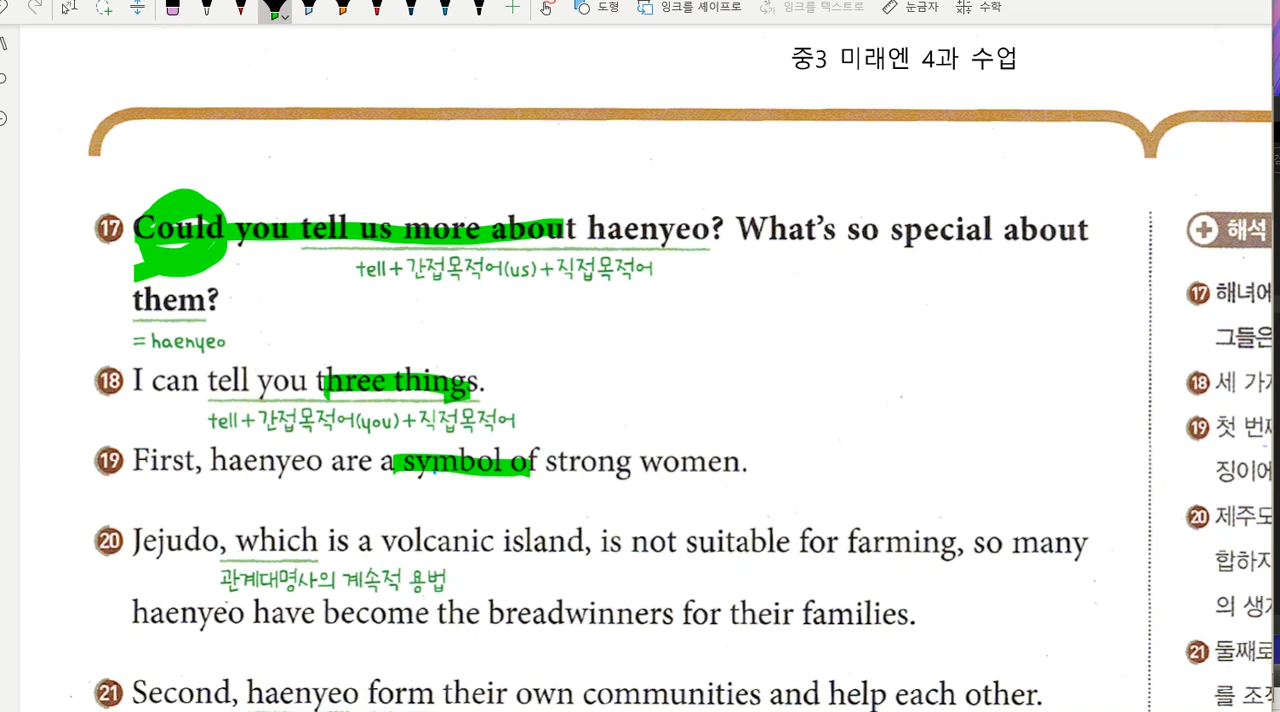 도형 잉크를 셰이프로 잉크를 텍스트로 눈금자 수학
중3 미래엔 4과 수업
17 Could you tell us more about haenyeo? What's so special about
tell+간접목적어(us)+직접목적어
them?
= haenyeo
18 I can tell you three things.
tell+간접목적어(you)+직접목적어
19 First, haenyeo are a symbol of strong women.
20 Jejudo, which is a volcanic island, is not suitable for farming, so many
관계대명사의 계속적 용법
haenyeo have become the breadwinners for their families.
21 Second, haenyeo form their own communities and help each other.
해석
17 해녀에
그들은
18 세 가
19 첫
징이에
20 제주도
합하지
의 생
21 둘째로
를 조